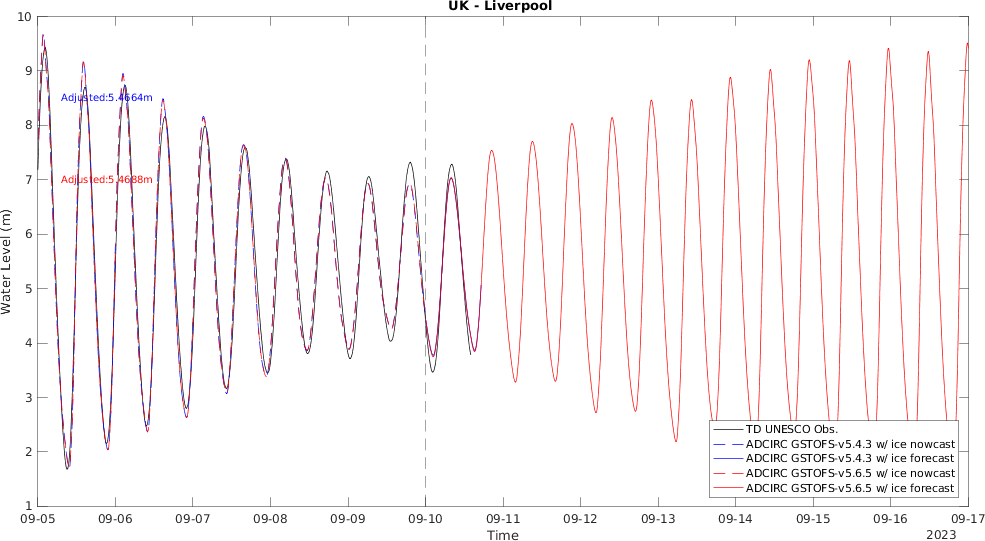 UK - Liverpool
10
9
8
7
6
5
4
3
2
1
Water Level (m)
Adjusted:5.4664m
Adjusted:5.4688m
TD UNESCO Obs.
ADCIRC GSTOFS-v5.4.3 w/ ice nowcast
ADCIRC GSTOFS-v5.4.3 w/ ice forecast
ADCIRC GSTOFS-v5.6.5 w/ ice nowcast
ADCIRC GSTOFS-v5.6.5 w/ ice forecast
09-05 09-06 09-07 09-08 09-09 09-10 09-11 09-12 09-13 09-14 09-15 09-16 09-17
Time
2023